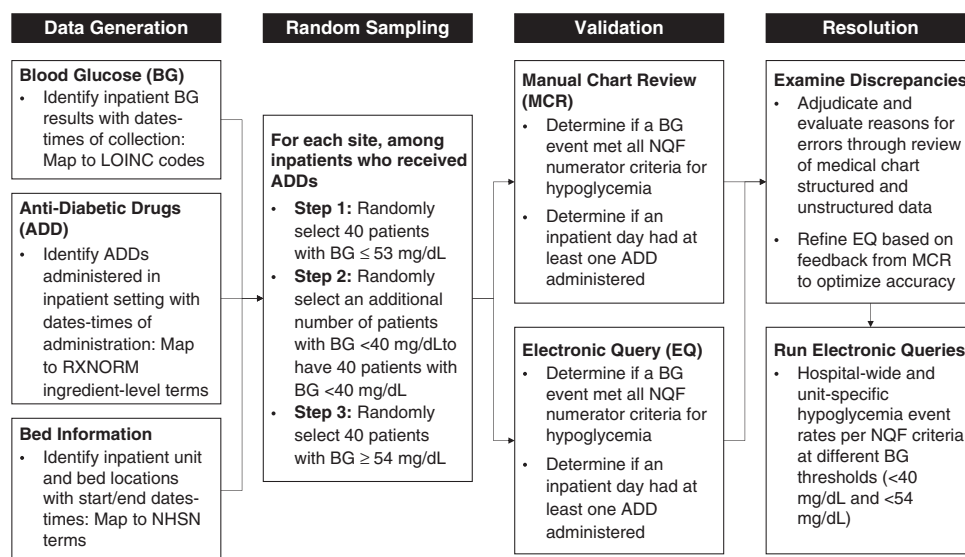 Data Generation
Random Sampling
Validation
Resolution
Blood Glucose (BG)
• Identify inpatient BG
results with dates-
times of collection:
Map to LOINC codes
Anti-Diabetic Drugs
(ADD)
• Identify ADDs
administered in
inpatient setting with
dates-times of
administration: Map
to RXNORM
ingredient-level terms
Bed Information
• Identify inpatient unit
and bed locations
with start/end dates-
times: Map to NHSN
terms
For each site, among
inpatients who received
ADDs
• Step 1: Randomly
select 40 patients
with BG ≤ 53 mg/dL
• Step 2: Randomly
select an additional
number of patients
with BG <40 mg/dLto
have 40 patients with
BG <40 mg/dL
• Step 3: Randomly
select 40 patients
with BG ≥ 54 mg/dL
Manual Chart Review
(MCR)
• Determine if a BG
event met all NQF
numerator criteria for
hypoglycemia
• Determine if an
inpatient day had at
least one ADD
administered
Electronic Query (EQ)
• Determine if a BG
event met all NQF
numerator criteria for
hypoglycemia
• Determine if an
inpatient day had at
least one ADD
administered
Examine Discrepancies
• Adjudicate and
evaluate reasons for
errors through review
of medical chart
structured and
unstructured data
• Refine EQ based on
feedback from MCR
to optimize accuracy
Run Electronic Queries
• Hospital-wide and
unit-specific
hypoglycemia event
rates per NQF criteria
at different BG
thresholds (<40
mg/dL and <54
mg/dL)